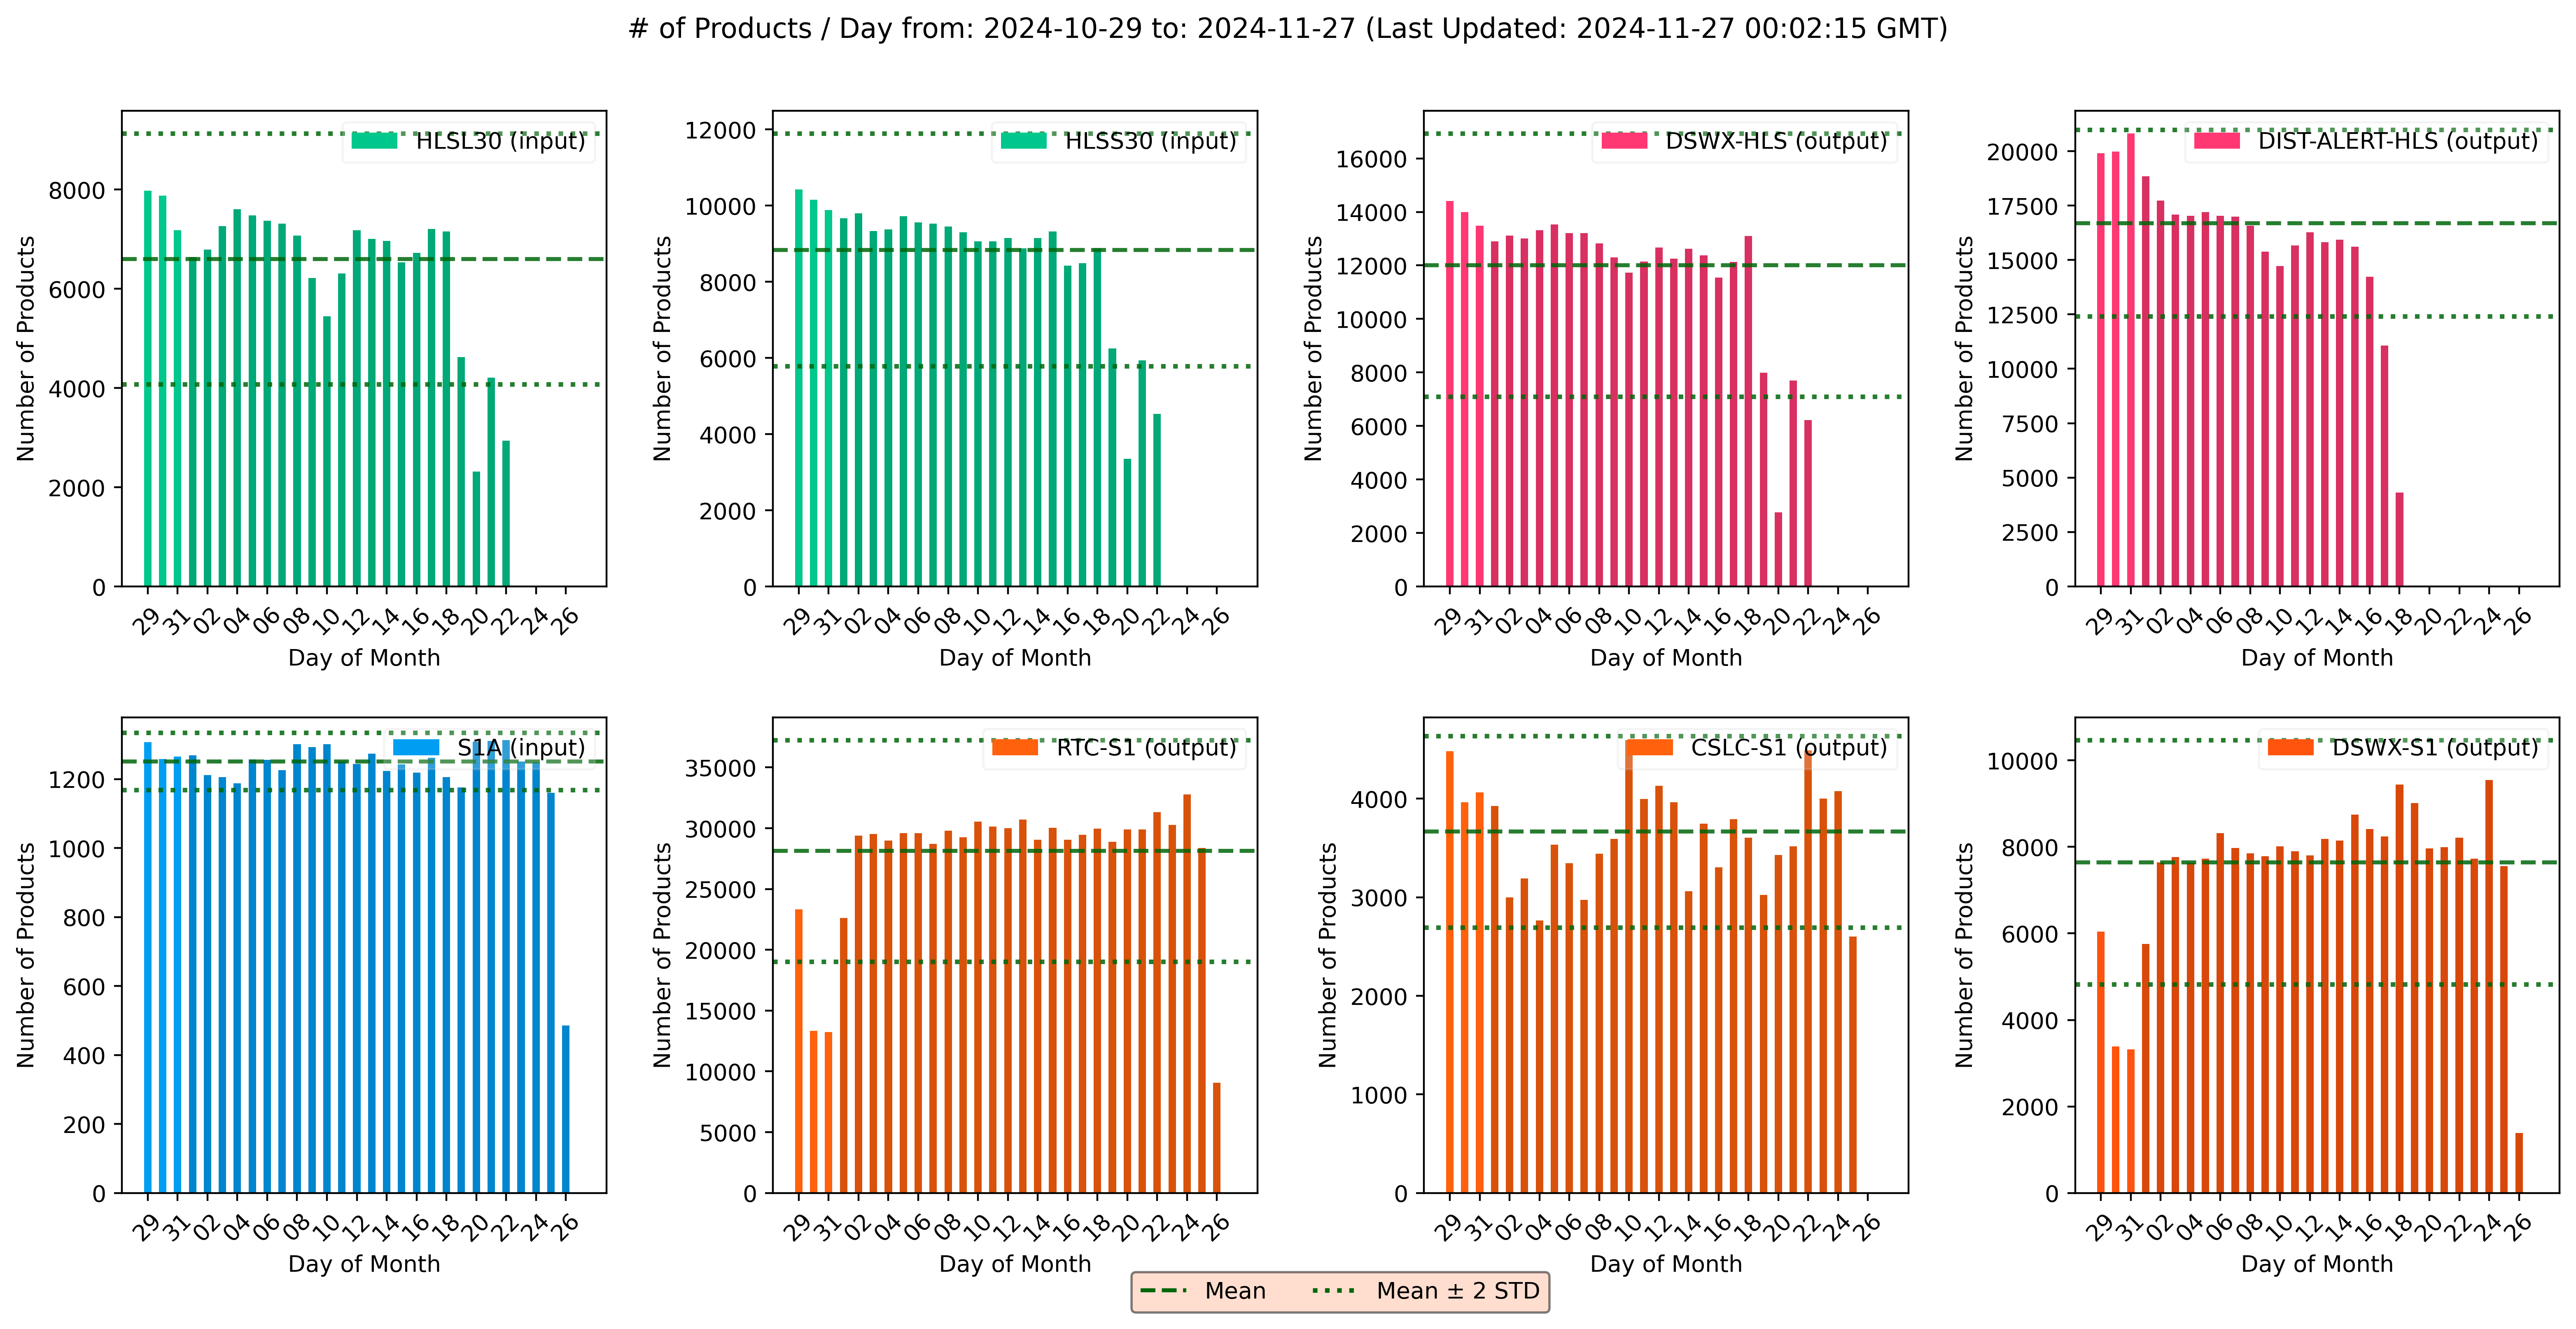 # of Products / Day from: 2024-10-29 to: 2024-11-27 (Last Updated: 2024-11-27 00:02:15 GMT)
HLSL30 (input)
Number of Products
8000
6000
4000
2000
0
29 31 02 04 06 08 10 12 14 16 18 20 22 24 26
Day of Month
HLSS30 (input)
Number of Products
12000
10000
8000
6000
4000
2000
0
29 31 02 04 06 08 10 12 14 16 18 20 22 24 26
Day of Month
DSWX-HLS (output)
Number of Products
16000
14000
12000
10000
8000
6000
4000
2000
0
29 31 02 04 06 08 10 12 14 16 18 20 22 24 26
Day of Month
DIST-ALERT-HLS (output)
Number of Products
20000
17500
15000
12500
10000
7500
5000
2500
0
29 31 02 04 06 08 10 12 14 16 18 20 22 24 26
Day of Month
S1A (input)
Number of Products
1200
1000
800
600
400
200
0
29 31 02 04 06 08 10 12 14 16 18 20 22 24 26
Day of Month
RTC-S1 (output)
Number of Products
35000
30000
25000
20000
15000
10000
5000
0
29 31 02 04 06 08 10 12 14 16 18 20 22 24 26
Day of Month
CSLC-S1 (output)
Number of Products
4000
3000
2000
1000
0
29 31 02 04 06 08 10 12 14 16 18 20 22 24 26
Day of Month
DSWX-S1 (output)
Number of Products
10000
8000
6000
4000
2000
0
29 31 02 04 06 08 10 12 14 16 18 20 22 24 26
Day of Month
Mean
Mean ± 2 STD